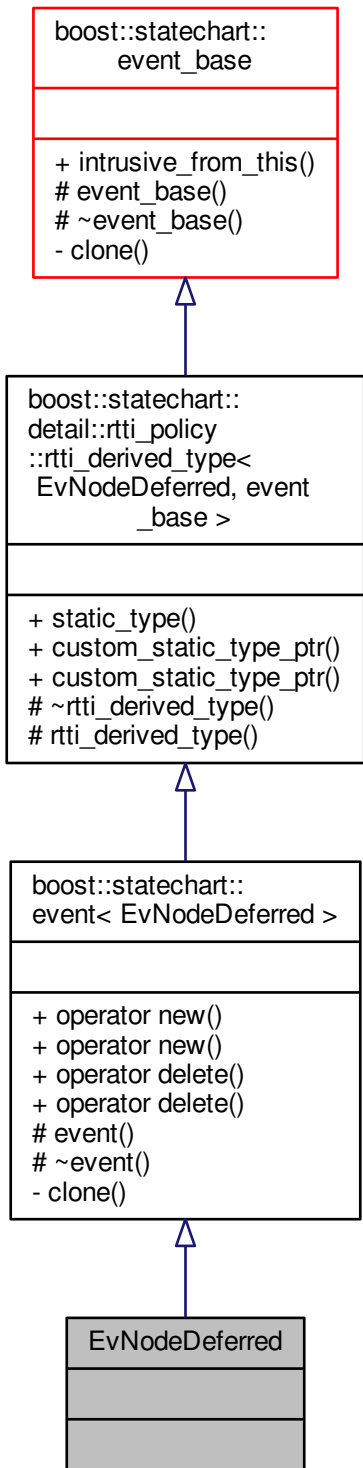 boost::statechart::
event_base
+ intrusive_from_this()
# event_base()
# ~event_base()
- clone()
boost::statechart::
detail::rtti_policy
::rtti_derived_type<
EvNodeDeferred, event
_base >
+ static_type()
+ custom_static_type_ptr()
+ custom_static_type_ptr()
# ~rtti_derived_type()
# rtti_derived_type()
boost::statechart::
event< EvNodeDeferred >
+ operator new()
+ operator new()
+ operator delete()
+ operator delete()
# event()
# ~event()
- clone()
EvNodeDeferred